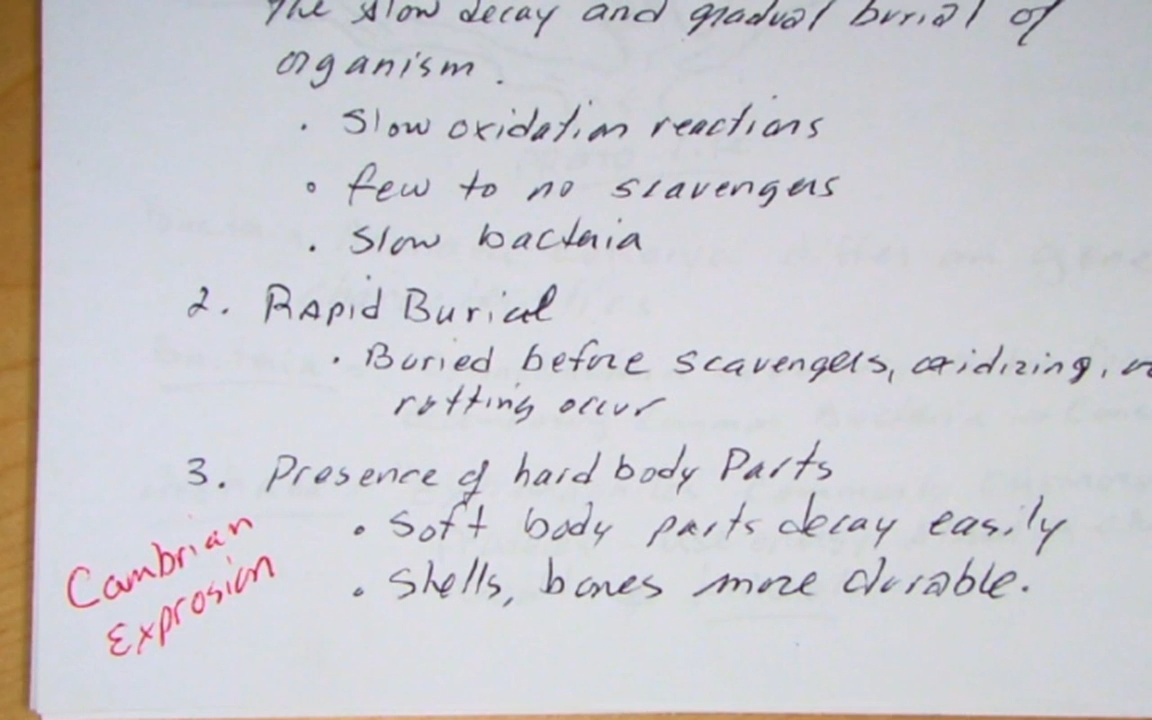 The slow decay and gradual burial of
organism.
· Slow oxidation reactions
· few to no scavengers
· Slow bacteria
2. Rapid Burial
· Buried before scavengers, oxidizing,
rotting occur
3. Presence of hard body Parts
· Soft body parts decay easily
· Shells, bones more durable.
Cambrian
Exprosion